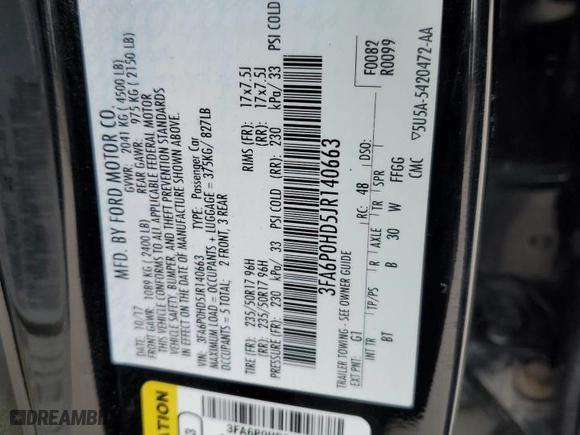 MFD. BY FORD MOTOR CO.
DATE: 10/17 GVWR: 2041 KG ( 4500 LB)
FRONT GAWR: 1089 KG ( 2400 LB) REAR GAWR: 975 KG ( 2150 LB)
THIS VEHICLE CONFORMS TO ALL APPLICABLE FEDERAL MOTOR
VEHICLE SAFETY, BUMPER, AND THEFT PREVENTION STANDARDS
IN EFFECT ON THE DATE OF MANUFACTURE SHOWN ABOVE.
VIN: 3FA6P0HD5JR140663 TYPE: Passenger Car
MAXIMUM LOAD = OCCUPANTS + LUGGAGE = 375KG/ 827LB
OCCUPANTS = 5 TOTAL: 2 FRONT, 3 REAR
TIRE (FR): 235/50R17 96H RIMS (FR): 17x7.5J
(RR): 235/50R17 96H (RR): 17x7.5J
PSI (FR): 230 kPa/ 33 PSI COLD (RD): 230 kPa/ 33 PSI COLD
3FA6P0HD5JR140663
F0082
R0099
TRAILER TOWING - SEE OWNER GUIDE
EXT PNT: G1 RC: 48 DSO:
INT TR TP/PS R AXLE TR SPR
BT B 30 W FFGG
CMC ▽5U5A-5420472-AA
3FA6P0H
© DREAMBID